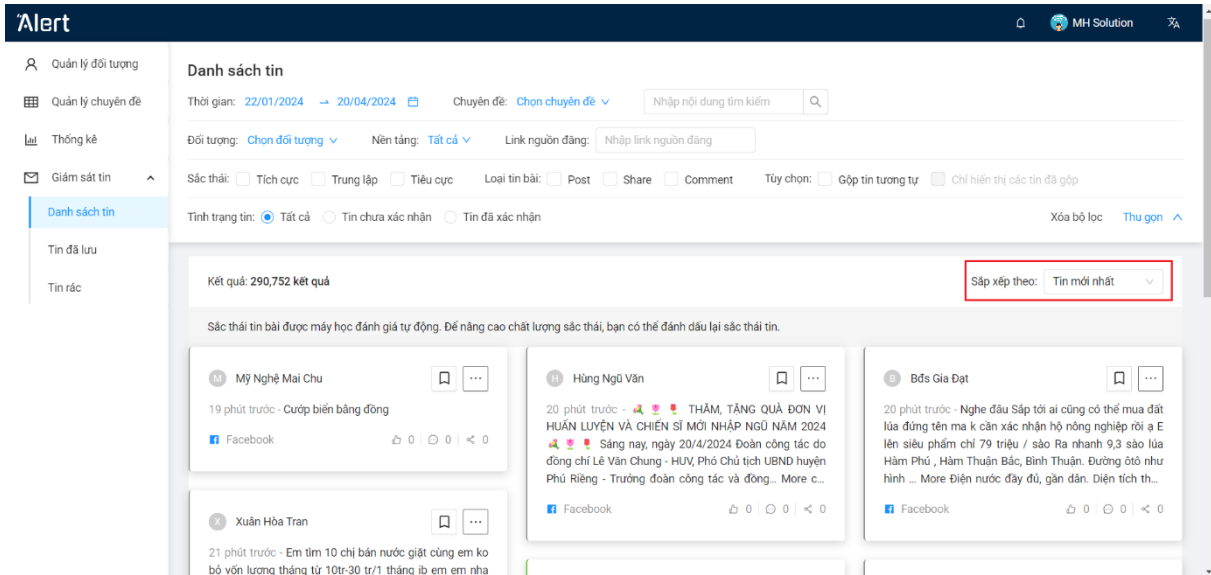 Alert
MH Solution
Quản lý đối tượng
Quản lý chuyên đề
Thống kê
Giám sát tin
Danh sách tin
Tin đã lưu
Tin rác
Danh sách tin
Thời gian: 22/01/2024 → 20/04/2024 Chuyên đề: Chọn chuyên đề Nhập nội dung tìm kiếm
Đối tượng: Chọn đối tượng Nền tảng: Tất cả Link nguồn đăng: Nhập link nguồn đăng
Sắc thái: Tích cực Trung lập Tiêu cực Loại tin bài: Post Share Comment Tùy chọn: Gộp tin tương tự Chỉ hiển thị các tin đã gộp
Tình trạng tin: Tất cả Tin chưa xác nhận Tin đã xác nhận Xóa bộ lọc Thu gọn
Kết quả: 290,752 kết quả Sắp xếp theo: Tin mới nhất
Sắc thái tin bài được máy học đánh giá tự động. Để nâng cao chất lượng sắc thái, bạn có thể đánh dấu lại sắc thái tin.
M Mỹ Nghệ Mai Chu
19 phút trước - Cướp biển bằng đồng
Facebook 0 0 0
X Xuân Hòa Tran
21 phút trước - Em tìm 10 chị bán nước giặt cùng em ko
bỏ vốn lương tháng từ 10tr-30 tr/1 tháng ib em em nha
H Hùng Ngũ Văn
20 phút trước - THĂM, TẶNG QUÀ ĐƠN VỊ
HUẤN LUYỆN VÀ CHIẾN SĨ MỚI NHẬP NGŨ NĂM 2024
Sáng nay, ngày 20/4/2024 Đoàn công tác do
đồng chí Lê Văn Chung - HUV, Phó Chủ tịch UBND huyện
Phú Riềng - Trưởng đoàn công tác và đồng... More c...
Facebook 0 0 0
B Bđs Gia Đạt
20 phút trước - Nghe đâu Sắp tới ai cũng có thể mua đất
lúa đứng tên ma k cần xác nhận hộ nông nghiệp rồi ạ E
lên siêu phẩm chỉ 79 triệu / sào Ra nhanh 9,3 sào lúa
Hàm Phú , Hàm Thuận Bắc, Bình Thuận. Đường ôtô như
hình ... More Điện nước đầy đủ, gần dân. Diện tích th...
Facebook 0 0 0